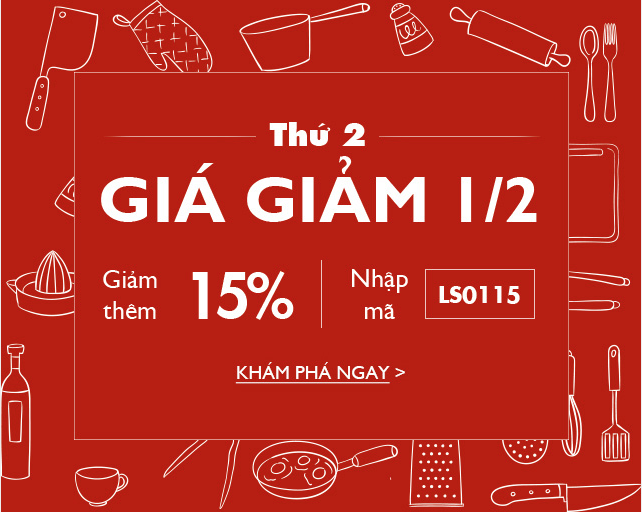 Thứ 2
GIÁ GIẢM 1/2
Giảm thêm
15%
Nhập mã
LS0115
KHÁM PHÁ NGAY >